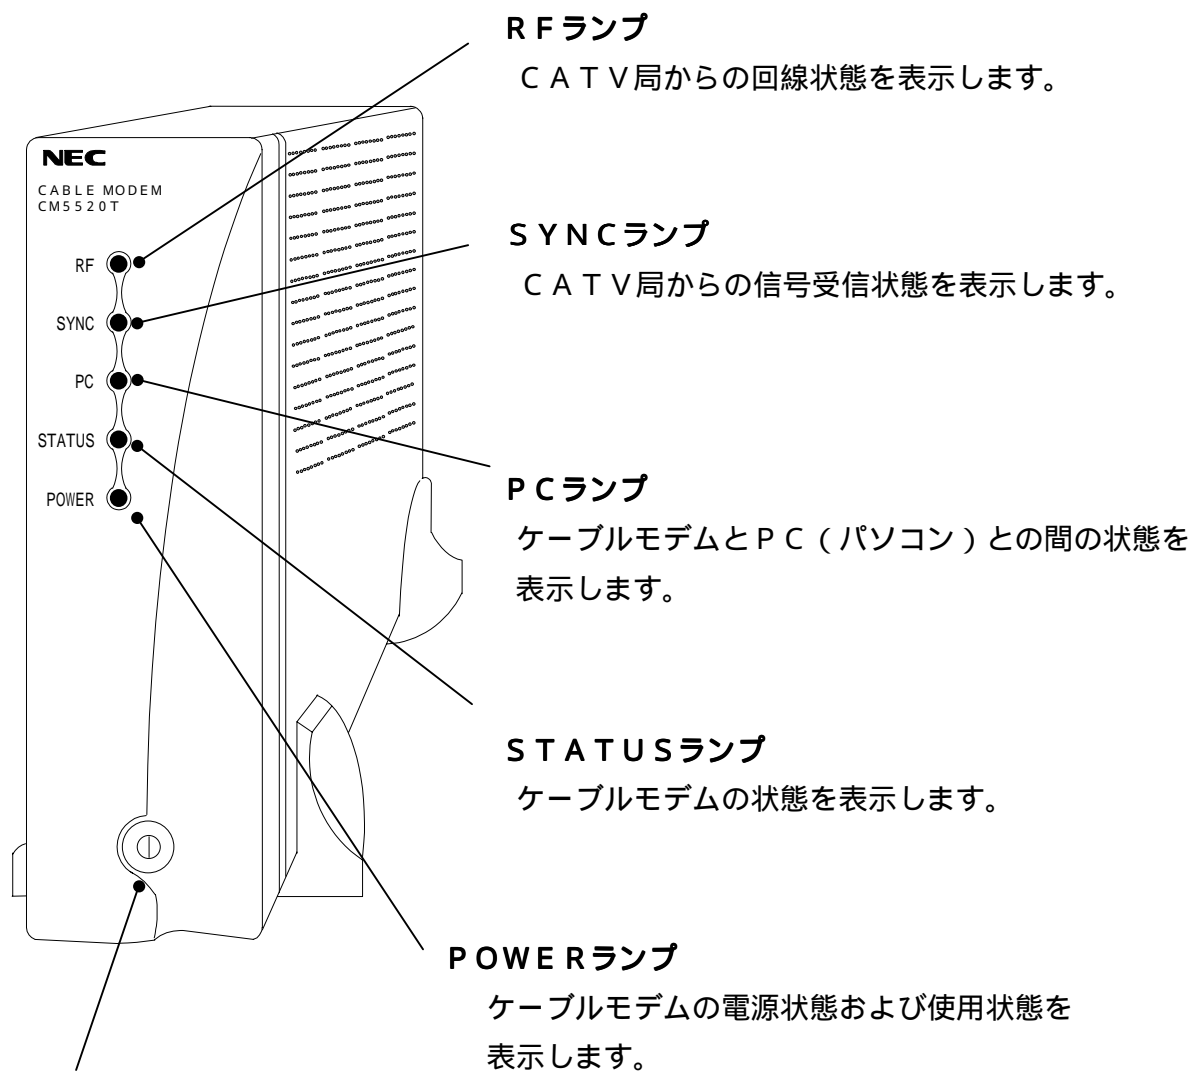 ＲＦランプ
ＣＡＴＶ局からの回線状態を表示します。
NEC
CABLE MODEM
CM5520T
RF
SYNC
PC
STATUS
POWER
ＳＹＮＣランプ
ＣＡＴＶ局からの信号受信状態を表示します。
ＰＣランプ
ケーブルモデムとＰＣ（パソコン）との間の状態を
表示します。
ＳＴＡＴＵＳランプ
ケーブルモデムの状態を表示します。
ＰＯＷＥＲランプ
ケーブルモデムの電源状態および使用状態を
表示します。